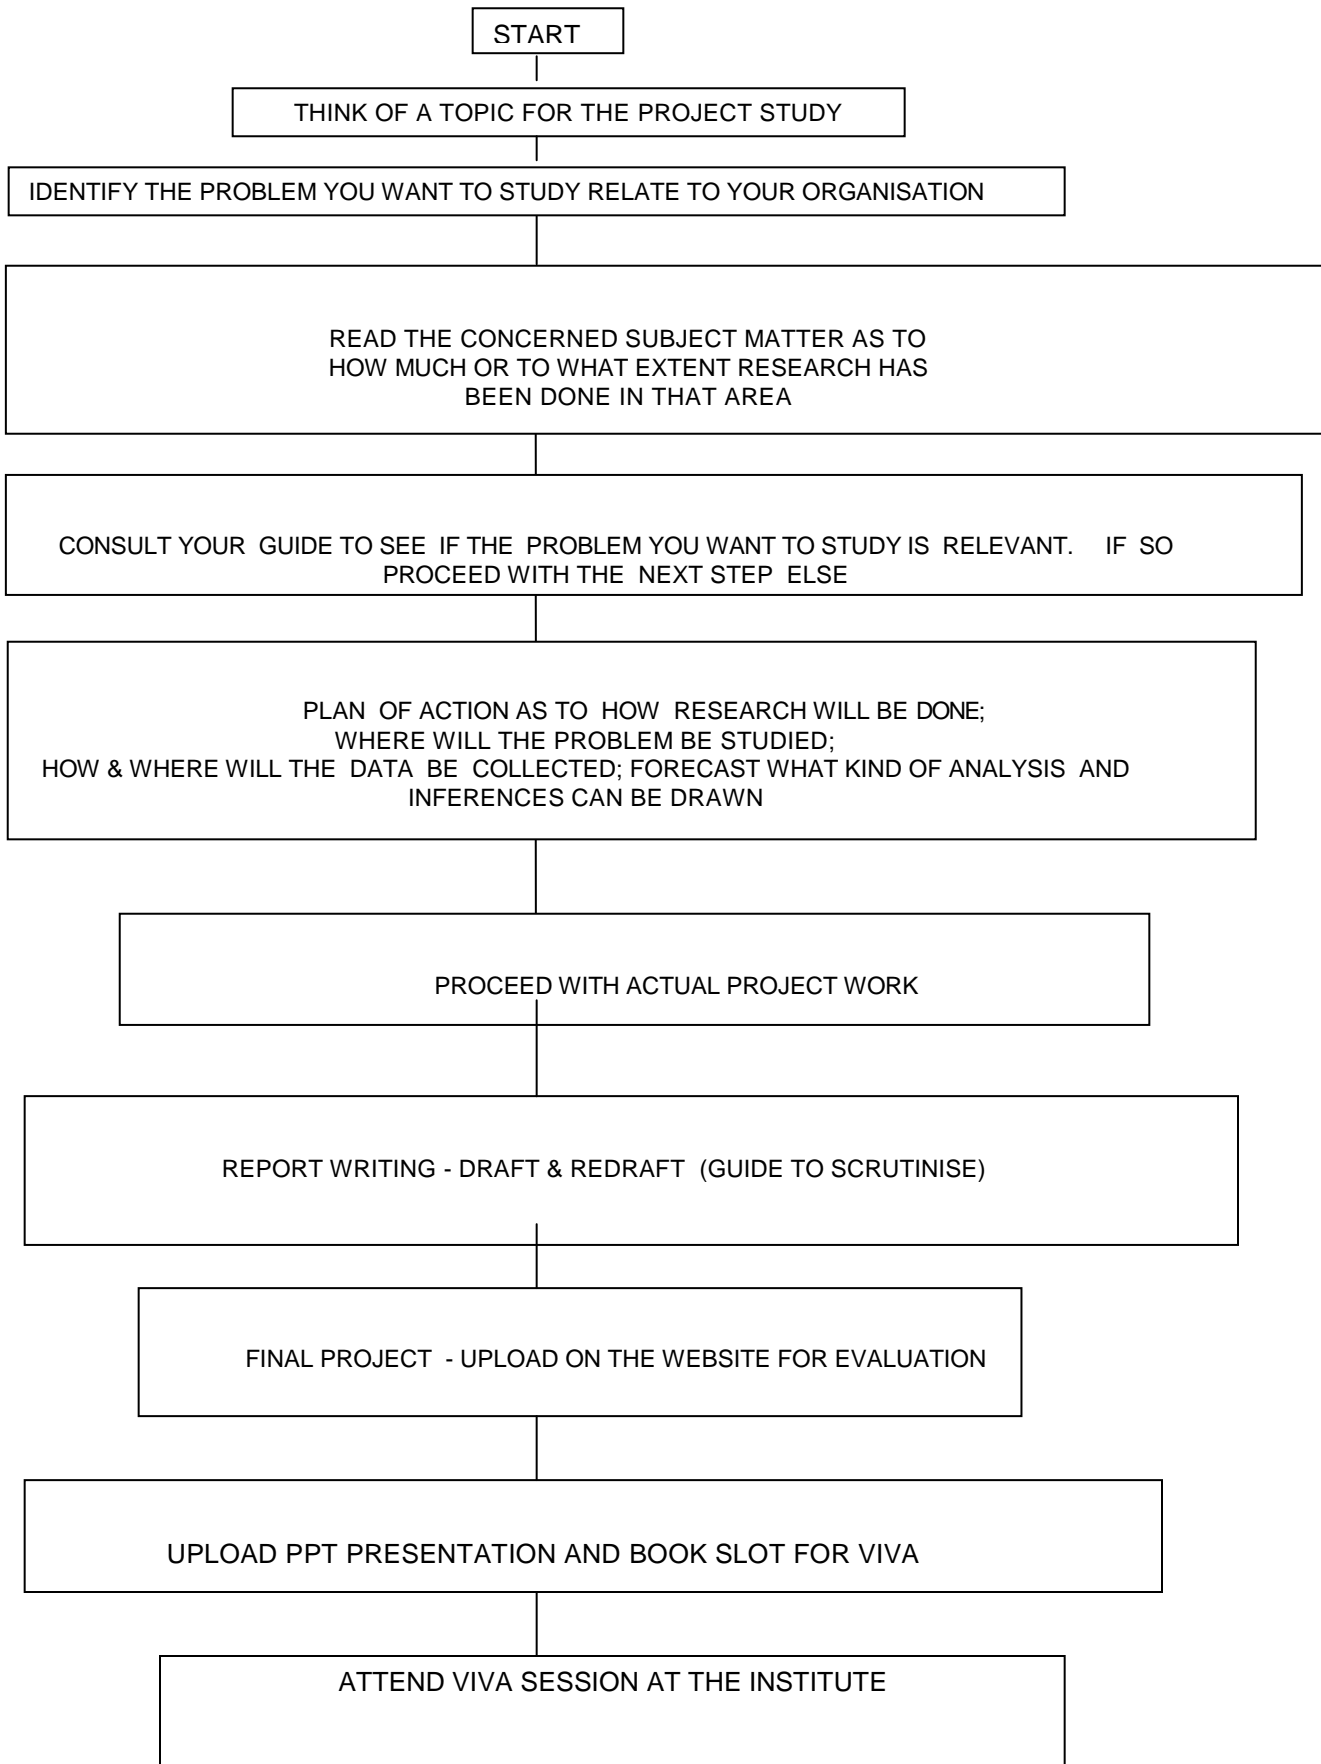 START
THINK OF A TOPIC FOR THE PROJECT STUDY
IDENTIFY THE PROBLEM YOU WANT TO STUDY RELATE TO YOUR ORGANISATION
READ THE CONCERNED SUBJECT MATTER AS TO
HOW MUCH OR TO WHAT EXTENT RESEARCH HAS
BEEN DONE IN THAT AREA
CONSULT YOUR GUIDE TO SEE IF THE PROBLEM YOU WANT TO STUDY IS RELEVANT. IF SO
PROCEED WITH THE NEXT STEP ELSE
PLAN OF ACTION AS TO HOW RESEARCH WILL BE DONE;
WHERE WILL THE PROBLEM BE STUDIED;
HOW & WHERE WILL THE DATA BE COLLECTED; FORECAST WHAT KIND OF ANALYSIS AND
INFERENCES CAN BE DRAWN
PROCEED WITH ACTUAL PROJECT WORK
REPORT WRITING - DRAFT & REDRAFT (GUIDE TO SCRUTINISE)
FINAL PROJECT - UPLOAD ON THE WEBSITE FOR EVALUATION
UPLOAD PPT PRESENTATION AND BOOK SLOT FOR VIVA
ATTEND VIVA SESSION AT THE INSTITUTE